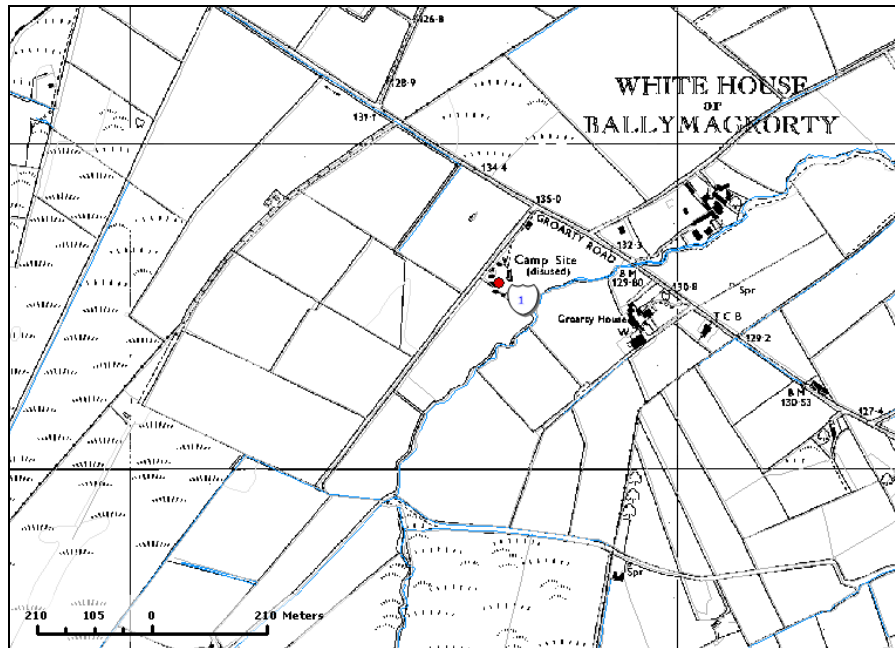 126·8
128·9
WHITE HOUSE
or
BALLYMAGRORTY
131·1
134·4
135·0
GROARTY ROAD
132·3
Camp Site
(disused)
B M
129·80
130·8
Spr
1
Groarty House
W
T C B
129·2
B M
130·53
127·4
Spr
210 105 0 210 Meters